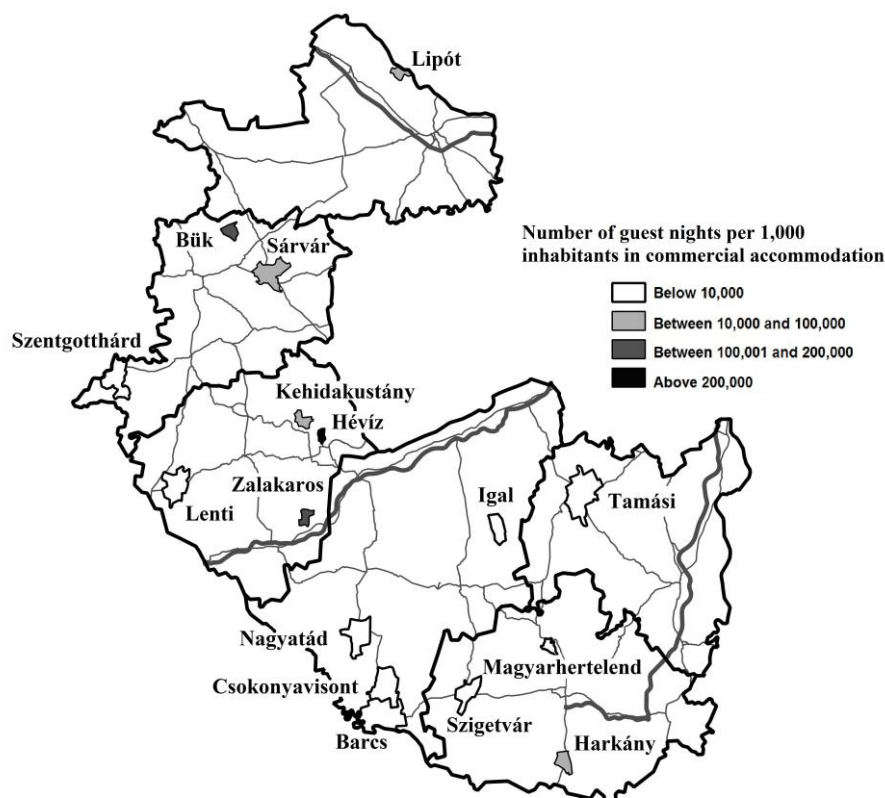 Lipót
Number of guest nights per 1,000
inhabitants in commercial accommodation
Below 10,000
Between 10,000 and 100,000
Between 100,001 and 200,000
Above 200,000
Bük
Sárvár
Szentgotthárd
Kehidakustány
Hévíz
Zalakaros
Lenti
Igal
Tamási
Nagyatád
Csokonyavisont
Barcs
Magyarhertelend
Szigetvár
Harkány